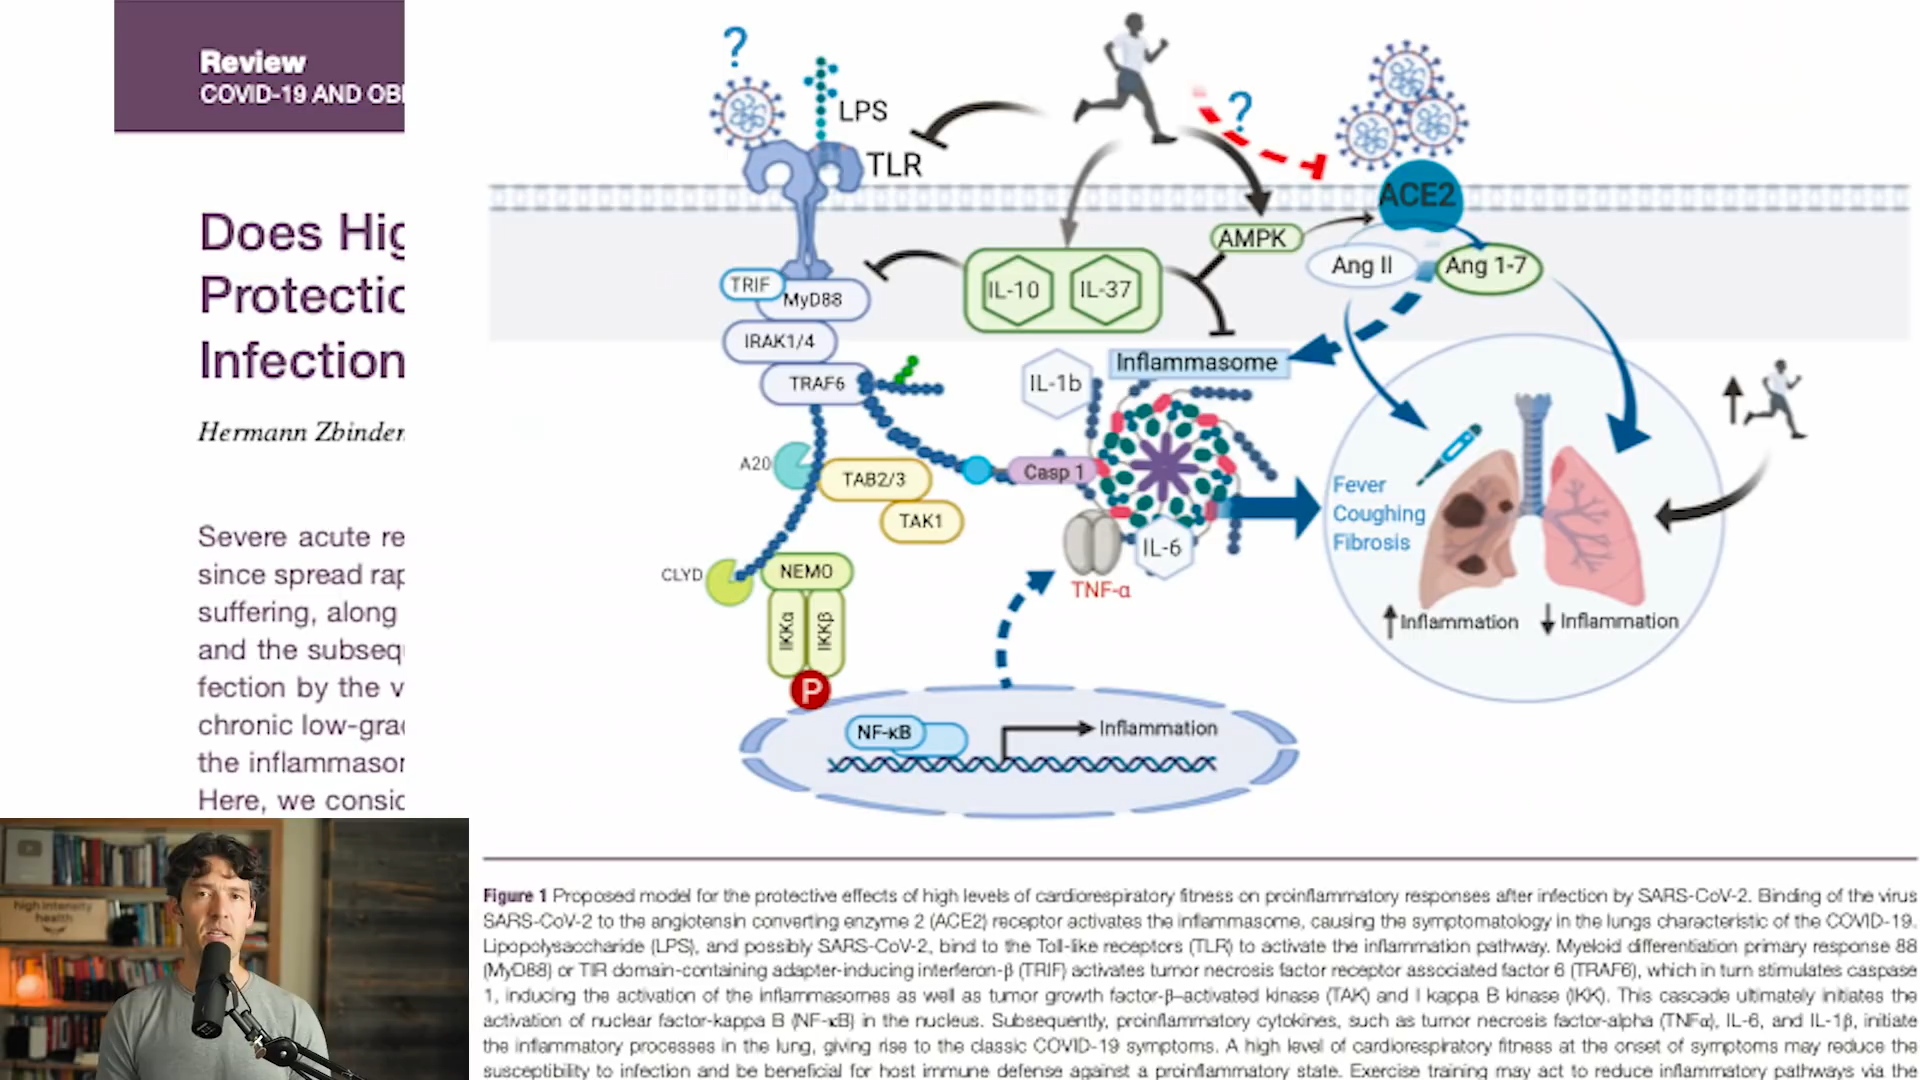 Review
COVID-19 AND OBE
Does Hig
Protectio
Infection
Hermann Zbinden
Severe acute re
since spread rap
suffering, along
and the subseq
fection by the v
chronic low-grad
the inflammasom
Here, we consid
?
LPS
TLR
?
ACE2
AMPK
Ang II
Ang 1-7
TRIF
MyD88
IL-10
IL-37
IRAK1/4
TRAF6
IL-1b
Inflammasome
A20
TAB2/3
Casp 1
TAK1
IL-6
TNF-α
Fever
Coughing
Fibrosis
CLYD
NEMO
IKKα
IKKβ
P
Inflammation
Inflammation
NF-κB
Inflammation
high intensity
health
Figure 1 Proposed model for the protective effects of high levels of cardiorespiratory fitness on proinflammatory responses after infection by SARS-CoV-2. Binding of the virus
SARS-CoV-2 to the angiotensin converting enzyme 2 (ACE2) receptor activates the inflammasome, causing the symptomatology in the lungs characteristic of the COVID-19.
Lipopolysaccharide (LPS), and possibly SARS-CoV-2, bind to the Toll-like receptors (TLR) to activate the inflammation pathway. Myeloid differentiation primary response 88
(MyD88) or TIR domain-containing adapter-inducing interferon-β (TRIF) activates tumor necrosis factor receptor associated factor 6 (TRAF6), which in turn stimulates caspase
1, inducing the activation of the inflammasomes as well as tumor growth factor-β–activated kinase (TAK) and I kappa B kinase (IKK). This cascade ultimately initiates the
activation of nuclear factor-kappa B (NF-κB) in the nucleus. Subsequently, proinflammatory cytokines, such as tumor necrosis factor-alpha (TNFα), IL-6, and IL-1β, initiate
the inflammatory processes in the lung, giving rise to the classic COVID-19 symptoms. A high level of cardiorespiratory fitness at the onset of symptoms may reduce the
susceptibility to infection and be beneficial for host immune defense against a proinflammatory state. Exercise training may act to reduce inflammatory pathways via the